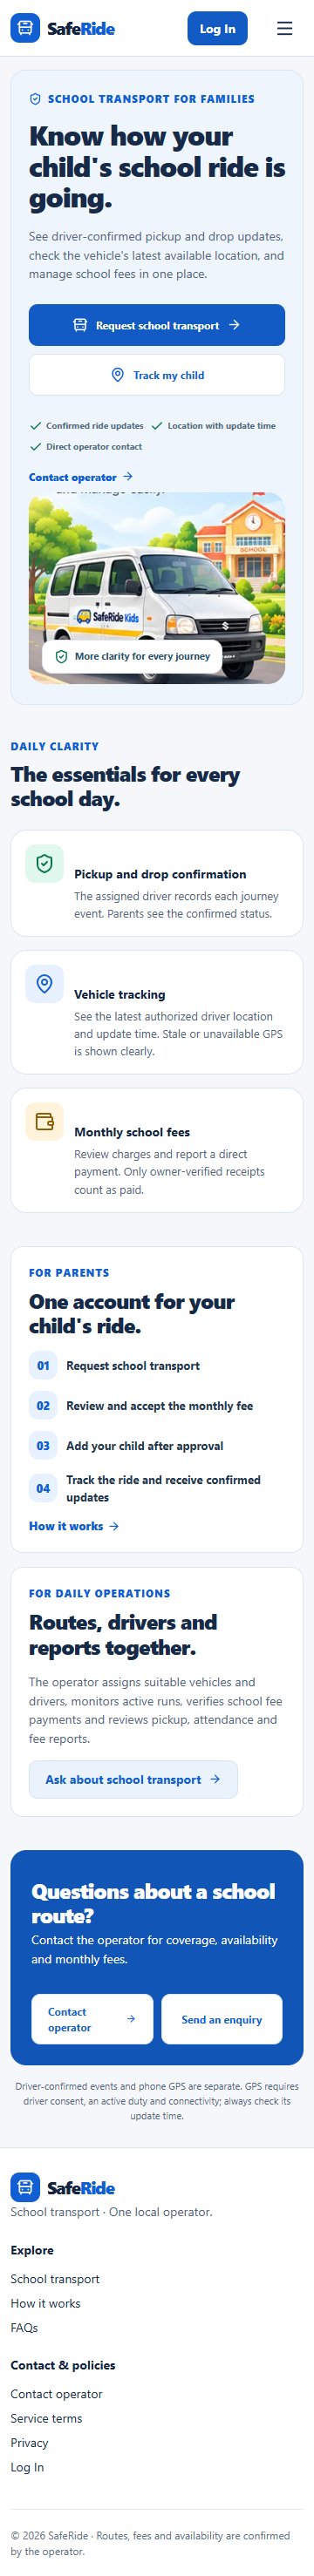 SafeRide
Log In
SCHOOL TRANSPORT FOR FAMILIES
Know how your
child's school ride is
going.
See driver-confirmed pickup and drop updates,
check the vehicle's latest available location, and
manage school fees in one place.
Request school transport
Track my child
Confirmed ride updates
Location with update time
Direct operator contact
Contact operator
and manage easily.
SCHOOL
SafeRide Kids
More clarity for every journey
DAILY CLARITY
The essentials for every
school day.
Pickup and drop confirmation
The assigned driver records each journey
event. Parents see the confirmed status.
Vehicle tracking
See the latest authorized driver location
and update time. Stale or unavailable GPS
is shown clearly.
Monthly school fees
Review charges and report a direct
payment. Only owner-verified receipts
count as paid.
FOR PARENTS
One account for your
child's ride.
01 Request school transport
02 Review and accept the monthly fee
03 Add your child after approval
04 Track the ride and receive confirmed
updates
How it works
FOR DAILY OPERATIONS
Routes, drivers and
reports together.
The operator assigns suitable vehicles and
drivers, monitors active runs, verifies school fee
payments and reviews pickup, attendance and
fee reports.
Ask about school transport
Questions about a school
route?
Contact the operator for coverage, availability
and monthly fees.
Contact
operator
Send an enquiry
Driver-confirmed events and phone GPS are separate. GPS requires
driver consent, an active duty and connectivity; always check its
update time.
SafeRide
School transport · One local operator.
Explore
School transport
How it works
FAQs
Contact & policies
Contact operator
Service terms
Privacy
Log In
© 2026 SafeRide · Routes, fees and availability are confirmed
by the operator.